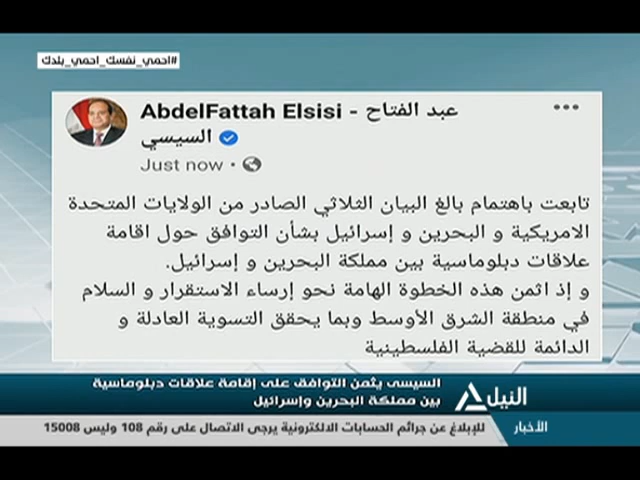 #احمي_نفسك_احمي_بلدك
AbdelFattah Elsisi - عبد الفتاح
السيسي
Just now
تابعت باهتمام بالغ البيان الثلاثي الصادر من الولايات المتحدة
الامريكية و البحرين و إسرائيل بشأن التوافق حول اقامة
علاقات دبلوماسية بين مملكة البحرين و إسرائيل.
و إذ اثمن هذه الخطوة الهامة نحو إرساء الاستقرار و السلام
في منطقة الشرق الأوسط وبما يحقق التسوية العادلة و
الدائمة للقضية الفلسطينية
السيسى يثمن التوافق على إقامة علاقات دبلوماسية
بين مملكة البحرين وإسرائيل
النيل
الأخبار
للإبلاغ عن جرائم الحسابات الالكترونية يرجى الاتصال على رقم 108 وليس 15008